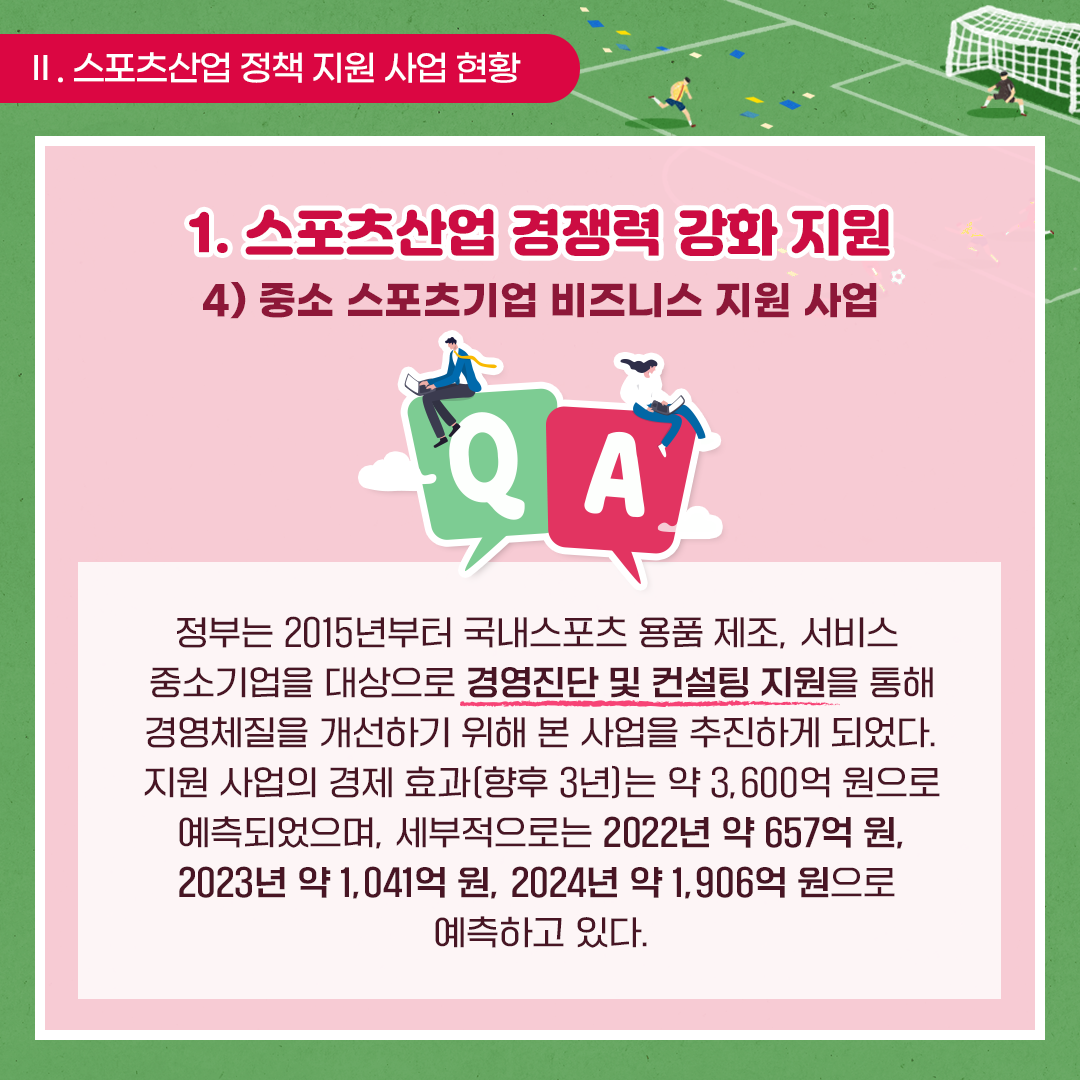 Ⅱ. 스포츠산업 정책 지원 사업 현황
1. 스포츠산업 경쟁력 강화 지원
4) 중소 스포츠기업 비즈니스 지원 사업
Q A
정부는 2015년부터 국내스포츠 용품 제조, 서비스
중소기업을 대상으로 경영진단 및 컨설팅 지원을 통해
경영체질을 개선하기 위해 본 사업을 추진하게 되었다.
지원 사업의 경제 효과(향후 3년)는 약 3,600억 원으로
예측되었으며, 세부적으로는 2022년 약 657억 원,
2023년 약 1,041억 원, 2024년 약 1,906억 원으로
예측하고 있다.